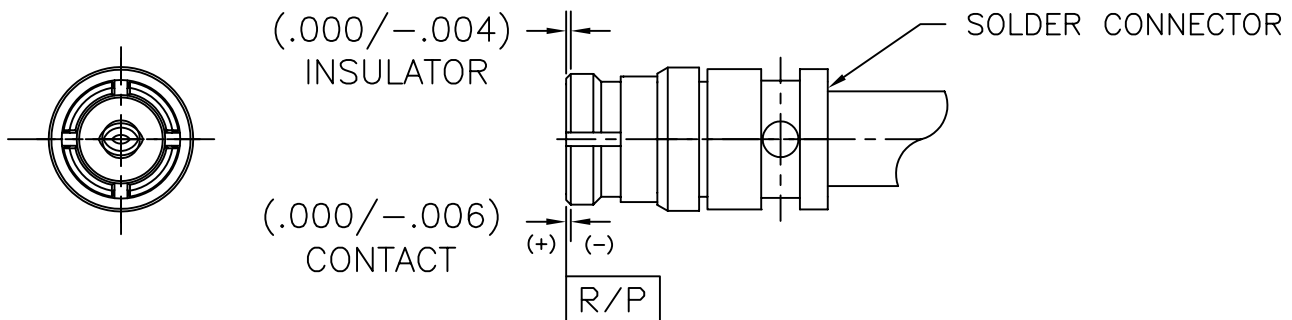 (.000/-.004)
INSULATOR
SOLDER CONNECTOR
(.000/-.006)
CONTACT
(+) (-)
R/P